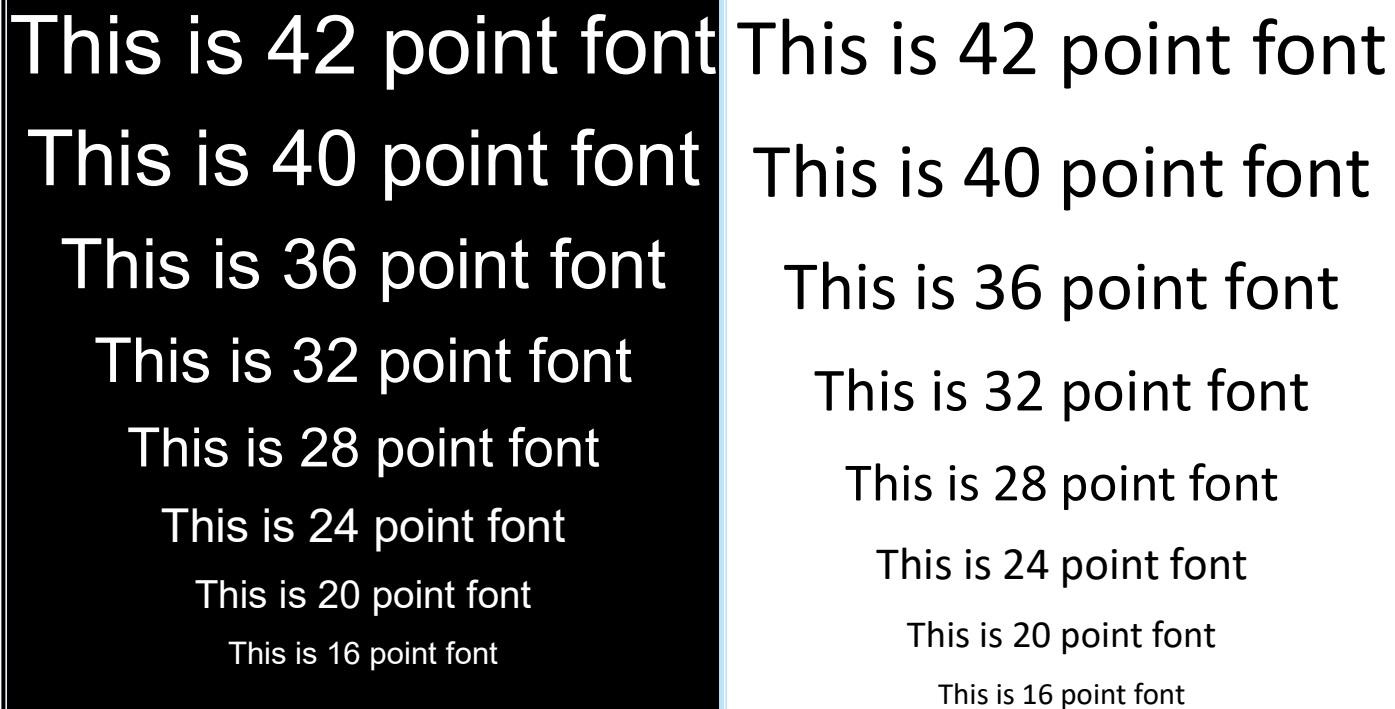 This is 42 point font
This is 40 point font
This is 36 point font
This is 32 point font
This is 28 point font
This is 24 point font
This is 20 point font
This is 16 point font
This is 42 point font
This is 40 point font
This is 36 point font
This is 32 point font
This is 28 point font
This is 24 point font
This is 20 point font
This is 16 point font